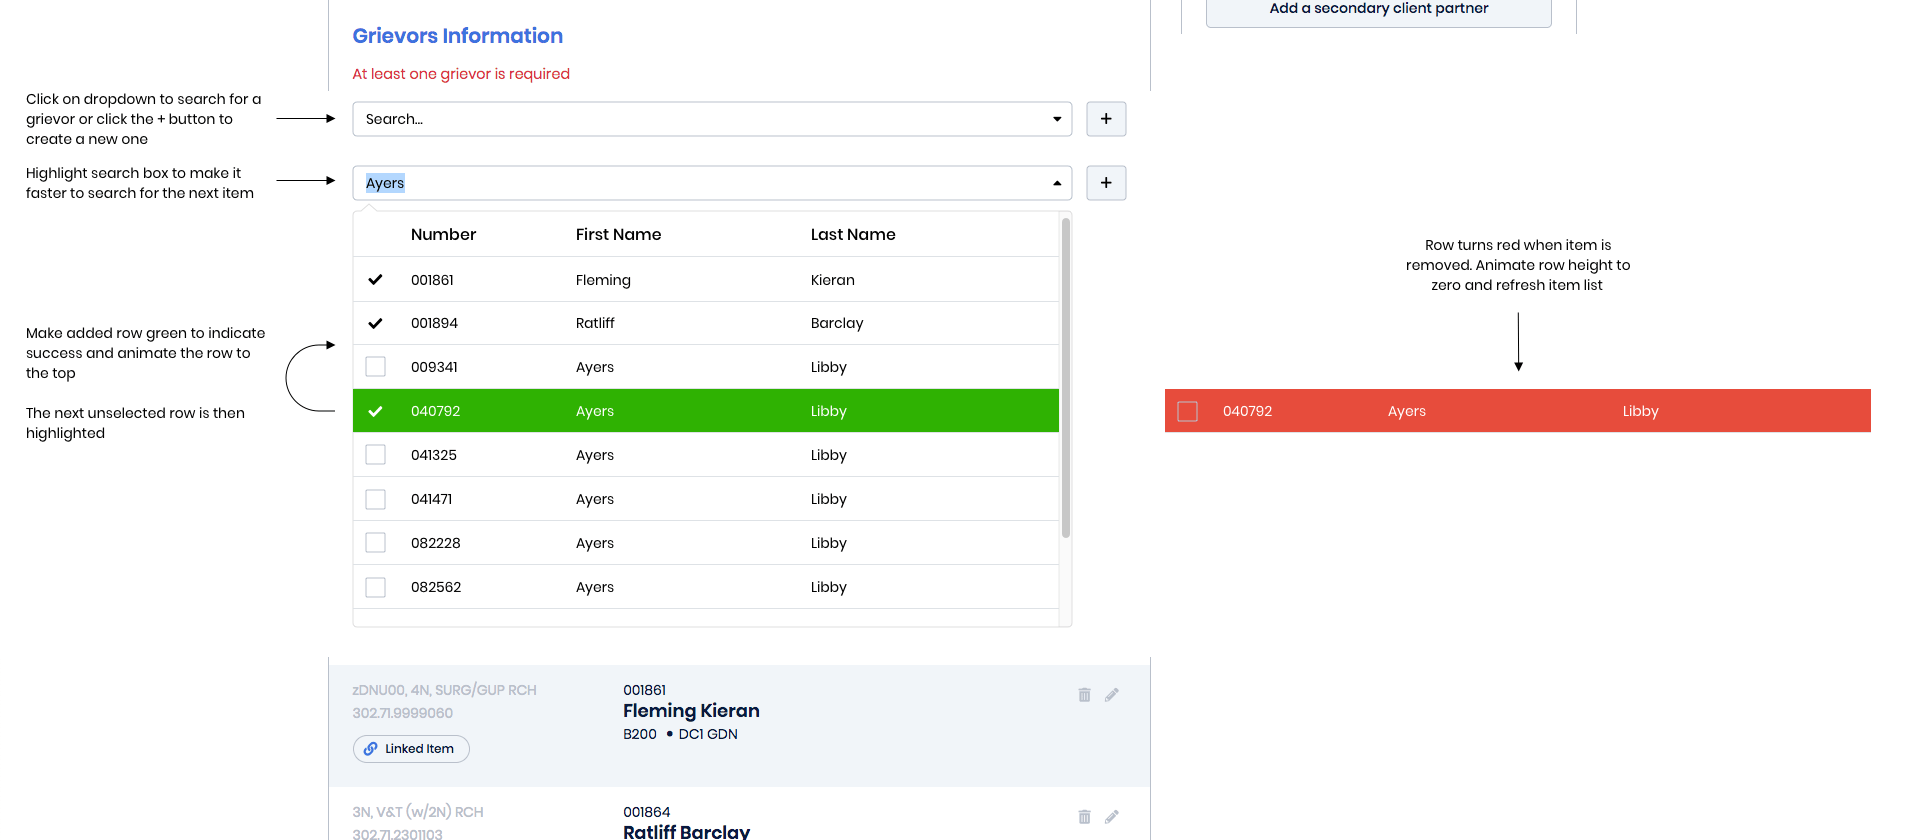 Add a secondary client partner
Grievors Information
At least one grievor is required
Click on dropdown to search for a
grievor or click the + button to
create a new one
Search...
+
Highlight search box to make it
faster to search for the next item
Ayers
+
Number First Name Last Name
001861 Fleming Kieran
001894 Ratliff Barclay
009341 Ayers Libby
040792 Ayers Libby
041325 Ayers Libby
041471 Ayers Libby
082228 Ayers Libby
082562 Ayers Libby
Make added row green to indicate
success and animate the row to
the top
The next unselected row is then
highlighted
Row turns red when item is
removed. Animate row height to
zero and refresh item list
040792 Ayers Libby
zDNU00, 4N, SURG/GUP RCH
302.71.9999060
Linked Item
001861
Fleming Kieran
B200 • DC1 GDN
3N, V&T (w/2N) RCH
302.71.2301103
001864
Ratliff Barclay